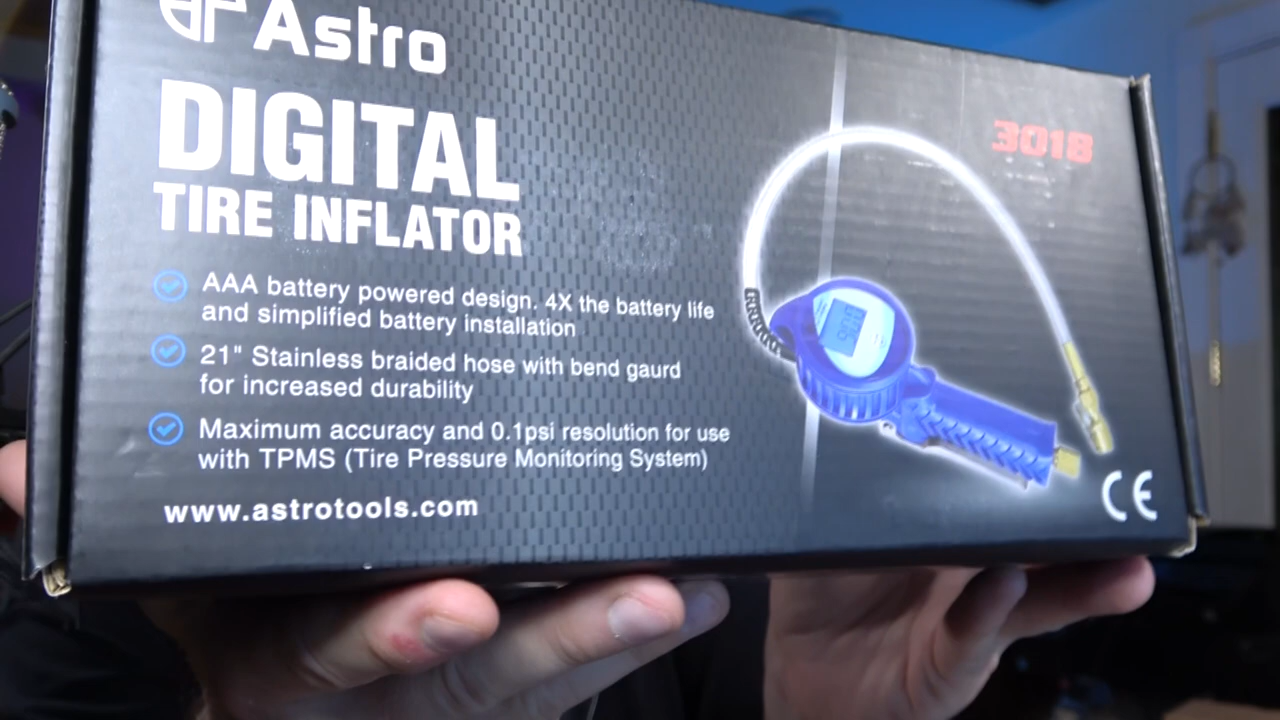 Astro
3018
DIGITAL
TIRE INFLATOR
AAA battery powered design. 4X the battery life
and simplified battery installation
21" Stainless braided hose with bend gaurd
for increased durability
Maximum accuracy and 0.1psi resolution for use
with TPMS (Tire Pressure Monitoring System)
www.astrotools.com
CE